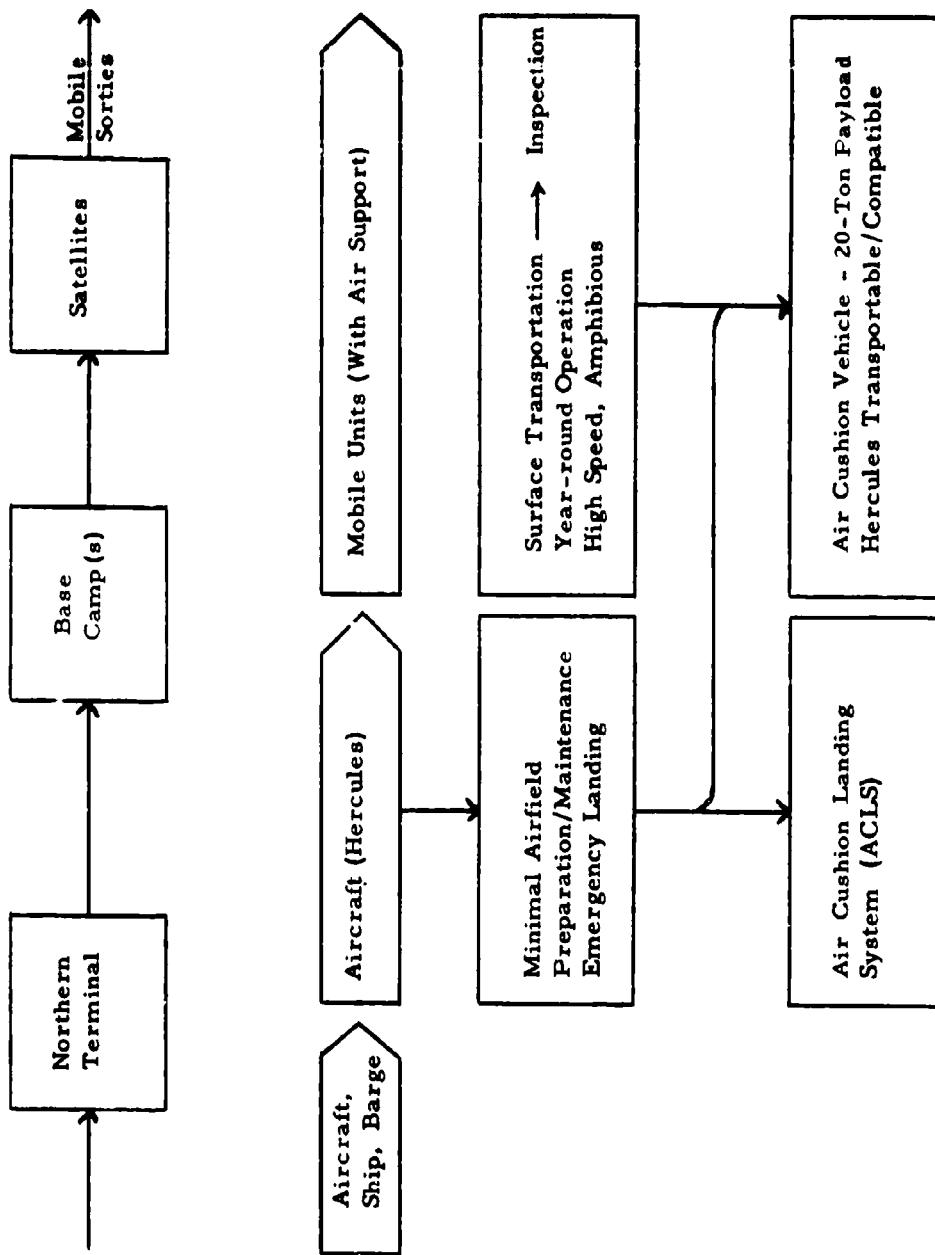 Northern
Terminal
Base
Camp(s)
Satellites
Mobile
Sorties
Aircraft,
Ship, Barge
Aircraft (Hercules)
Mobile Units (With Air Support)
Minimal Airfield
Preparation/Maintenance
Emergency Landing
Surface Transportation → Inspection
Year-round Operation
High Speed, Amphibious
Air Cushion Landing
System (ACLS)
Air Cushion Vehicle - 20-Ton Payload
Hercules Transportable/Compatible